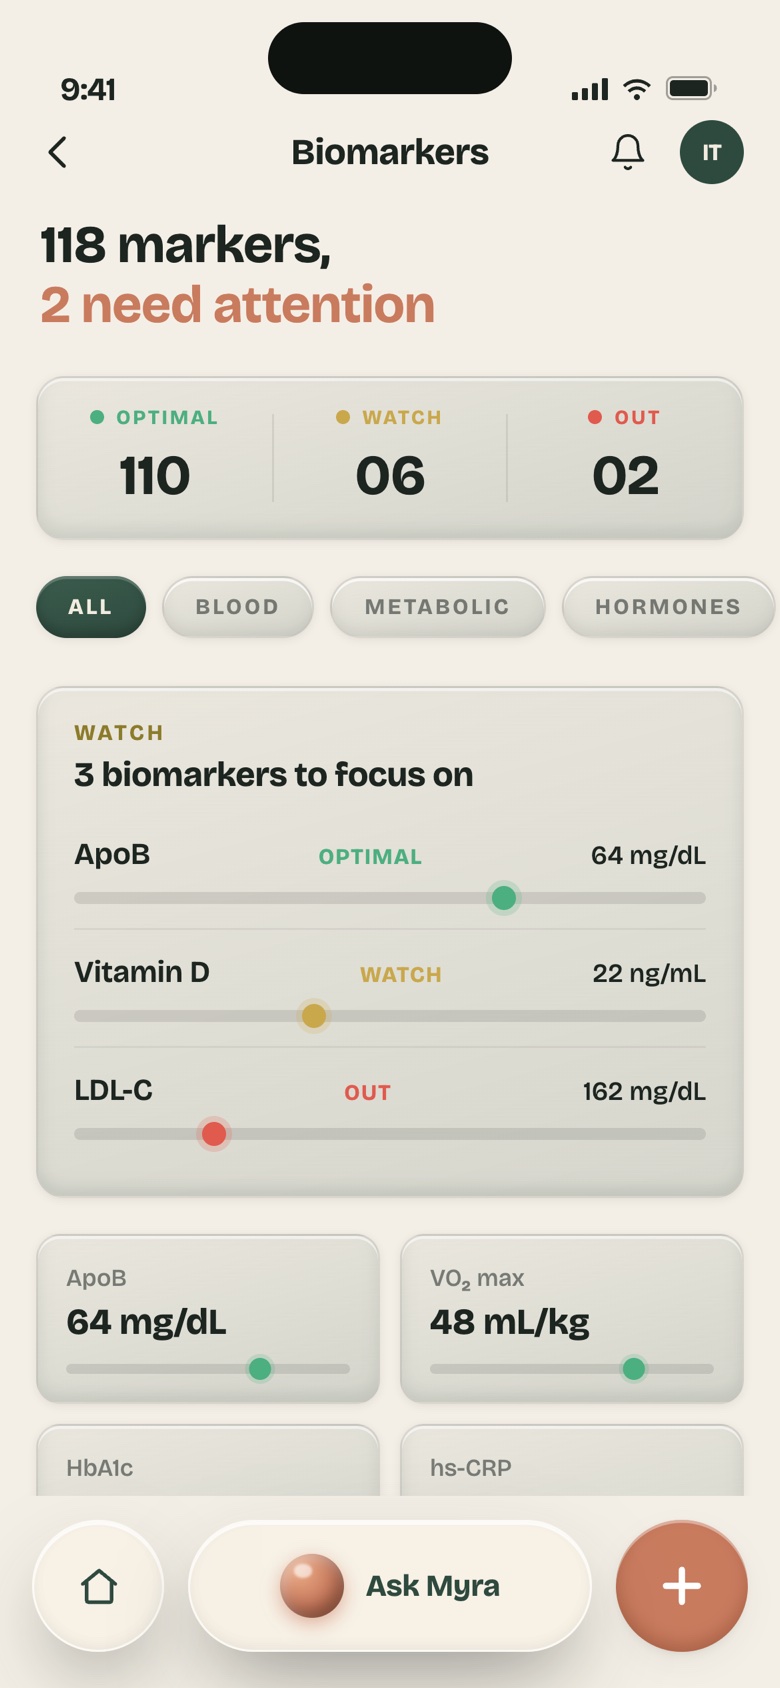 9:41
Biomarkers
IT
118 markers,
2 need attention
OPTIMAL WATCH OUT
110 06 02
ALL BLOOD METABOLIC HORMONES
WATCH
3 biomarkers to focus on
ApoB OPTIMAL 64 mg/dL
Vitamin D WATCH 22 ng/mL
LDL-C OUT 162 mg/dL
ApoB
64 mg/dL
VO₂ max
48 mL/kg
HbA1c
hs-CRP
Ask Myra